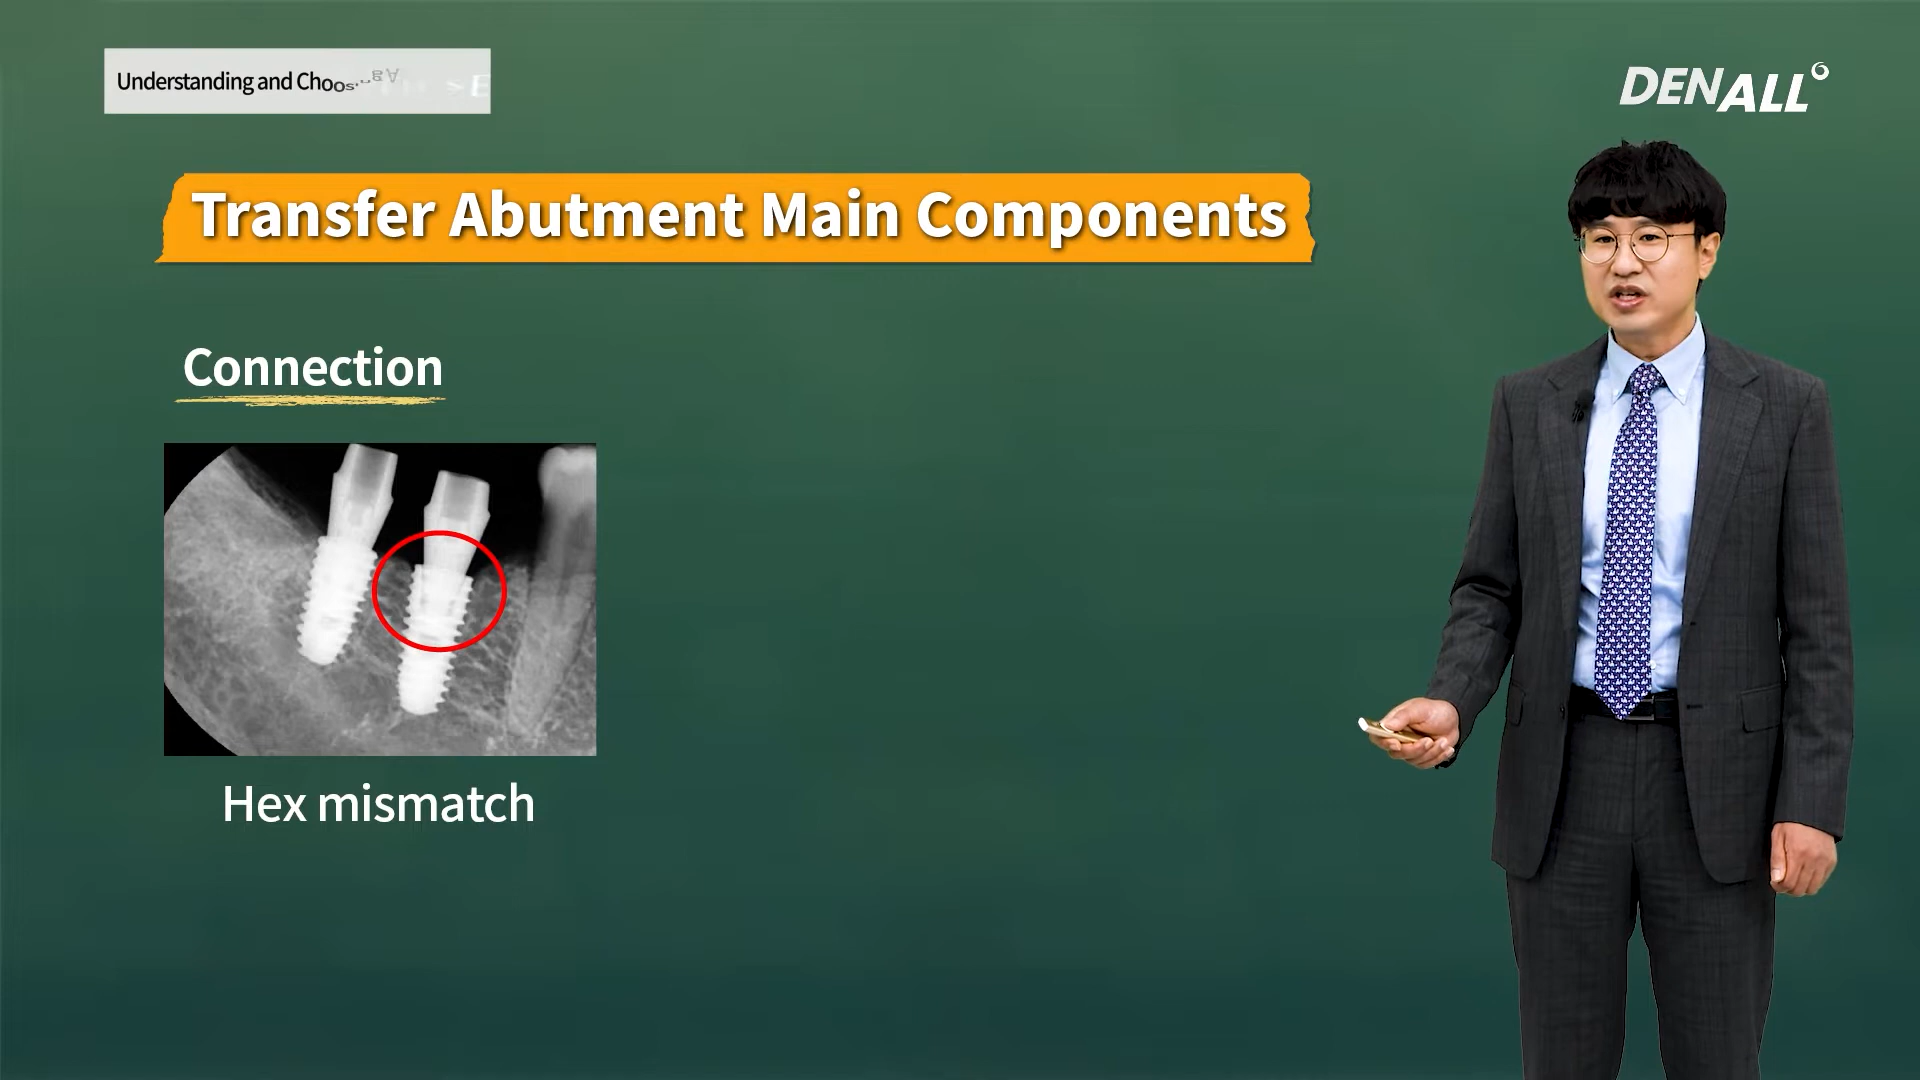 Understanding and Choos
DENALL
Transfer Abutment Main Components
Connection
Hex mismatch